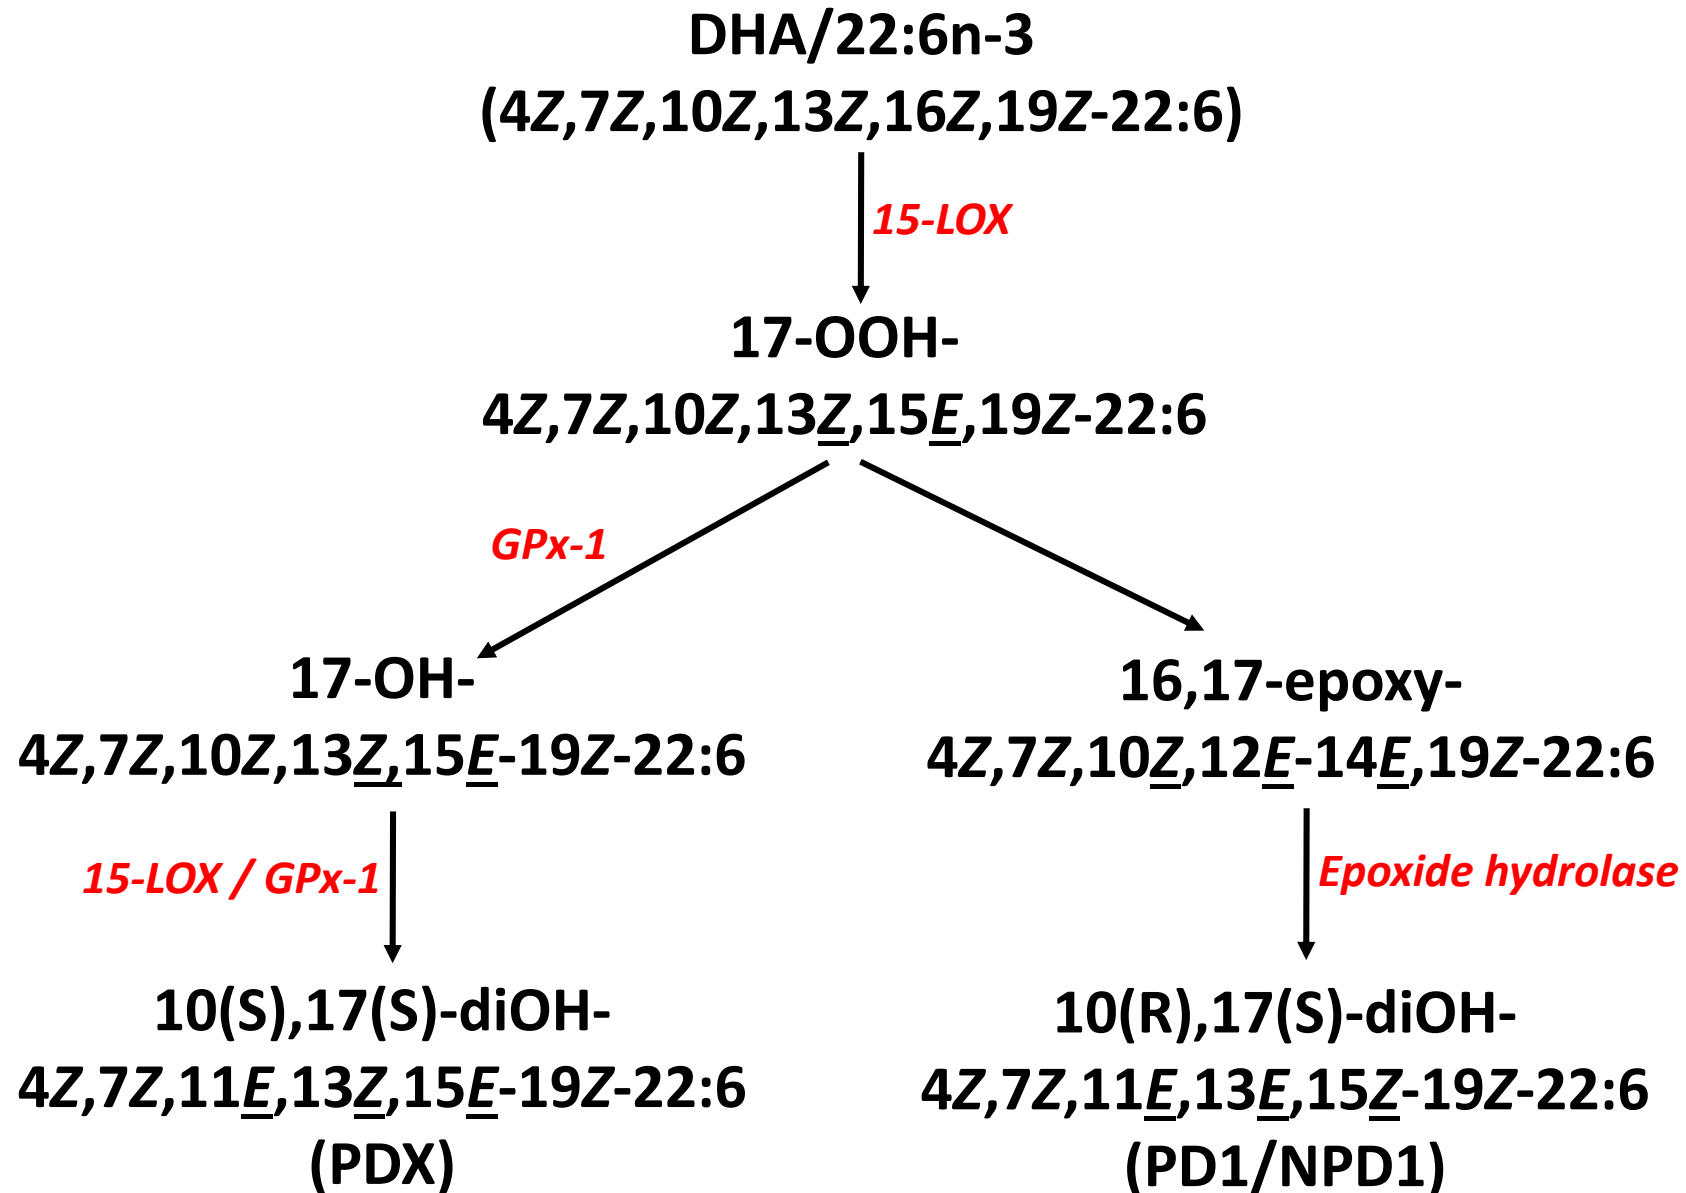 DHA/22:6n-3
(4Z,7Z,10Z,13Z,16Z,19Z-22:6)
15-LOX
17-OOH-
4Z,7Z,10Z,13Z,15E,19Z-22:6
GPx-1
17-OH-
4Z,7Z,10Z,13Z,15E-19Z-22:6
16,17-epoxy-
4Z,7Z,10Z,12E-14E,19Z-22:6
15-LOX / GPx-1
Epoxide hydrolase
10(S),17(S)-diOH-
4Z,7Z,11E,13Z,15E-19Z-22:6
(PDX)
10(R),17(S)-diOH-
4Z,7Z,11E,13E,15Z-19Z-22:6
(PD1/NPD1)